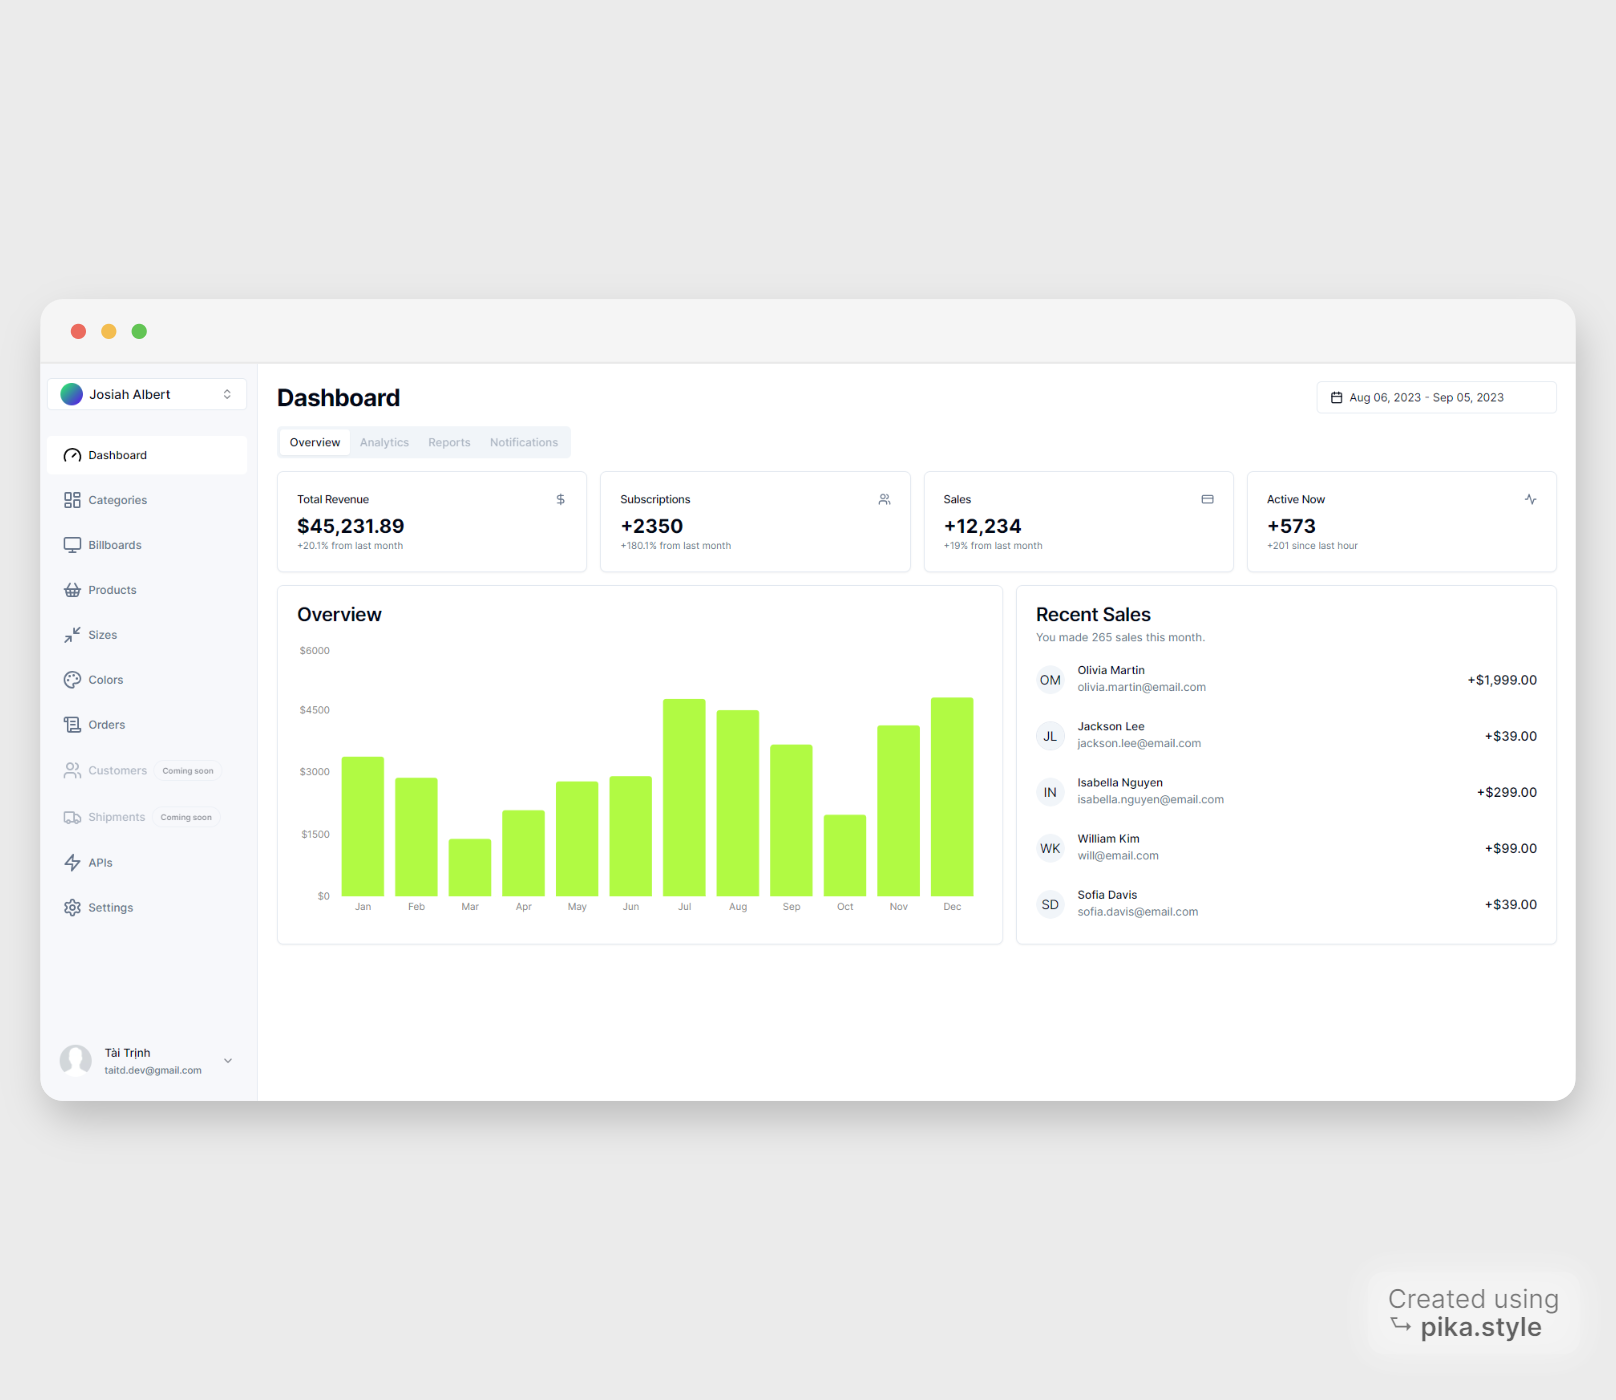 Josiah Albert
Dashboard
Categories
Billboards
Products
Sizes
Colors
Orders
Customers Coming soon
Shipments Coming soon
APIs
Settings
Tài Trịnh
taitd.dev@gmail.com
Dashboard
Aug 06, 2023 - Sep 05, 2023
Overview Analytics Reports Notifications
Total Revenue
$45,231.89
+20.1% from last month
Subscriptions
+2350
+180.1% from last month
Sales
+12,234
+19% from last month
Active Now
+573
+201 since last hour
Overview
$6000
$4500
$3000
$1500
$0
Jan Feb Mar Apr May Jun Jul Aug Sep Oct Nov Dec
Recent Sales
You made 265 sales this month.
OM
Olivia Martin
olivia.martin@email.com
+$1,999.00
JL
Jackson Lee
jackson.lee@email.com
+$39.00
IN
Isabella Nguyen
isabella.nguyen@email.com
+$299.00
WK
William Kim
will@email.com
+$99.00
SD
Sofia Davis
sofia.davis@email.com
+$39.00
Created using
pika.style